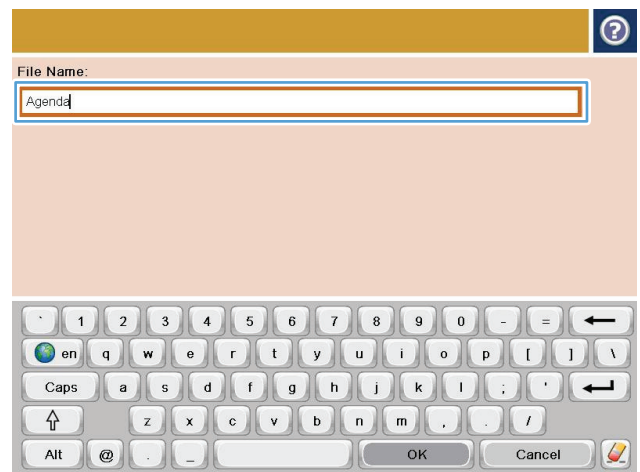 ?
File Name:
Agenda
` 1 2 3 4 5 6 7 8 9 0 - =
en q w e r t y u i o p [ ] \
Caps a s d f g h j k l ; '
z x c v b n m , . /
Alt @ . _ OK Cancel